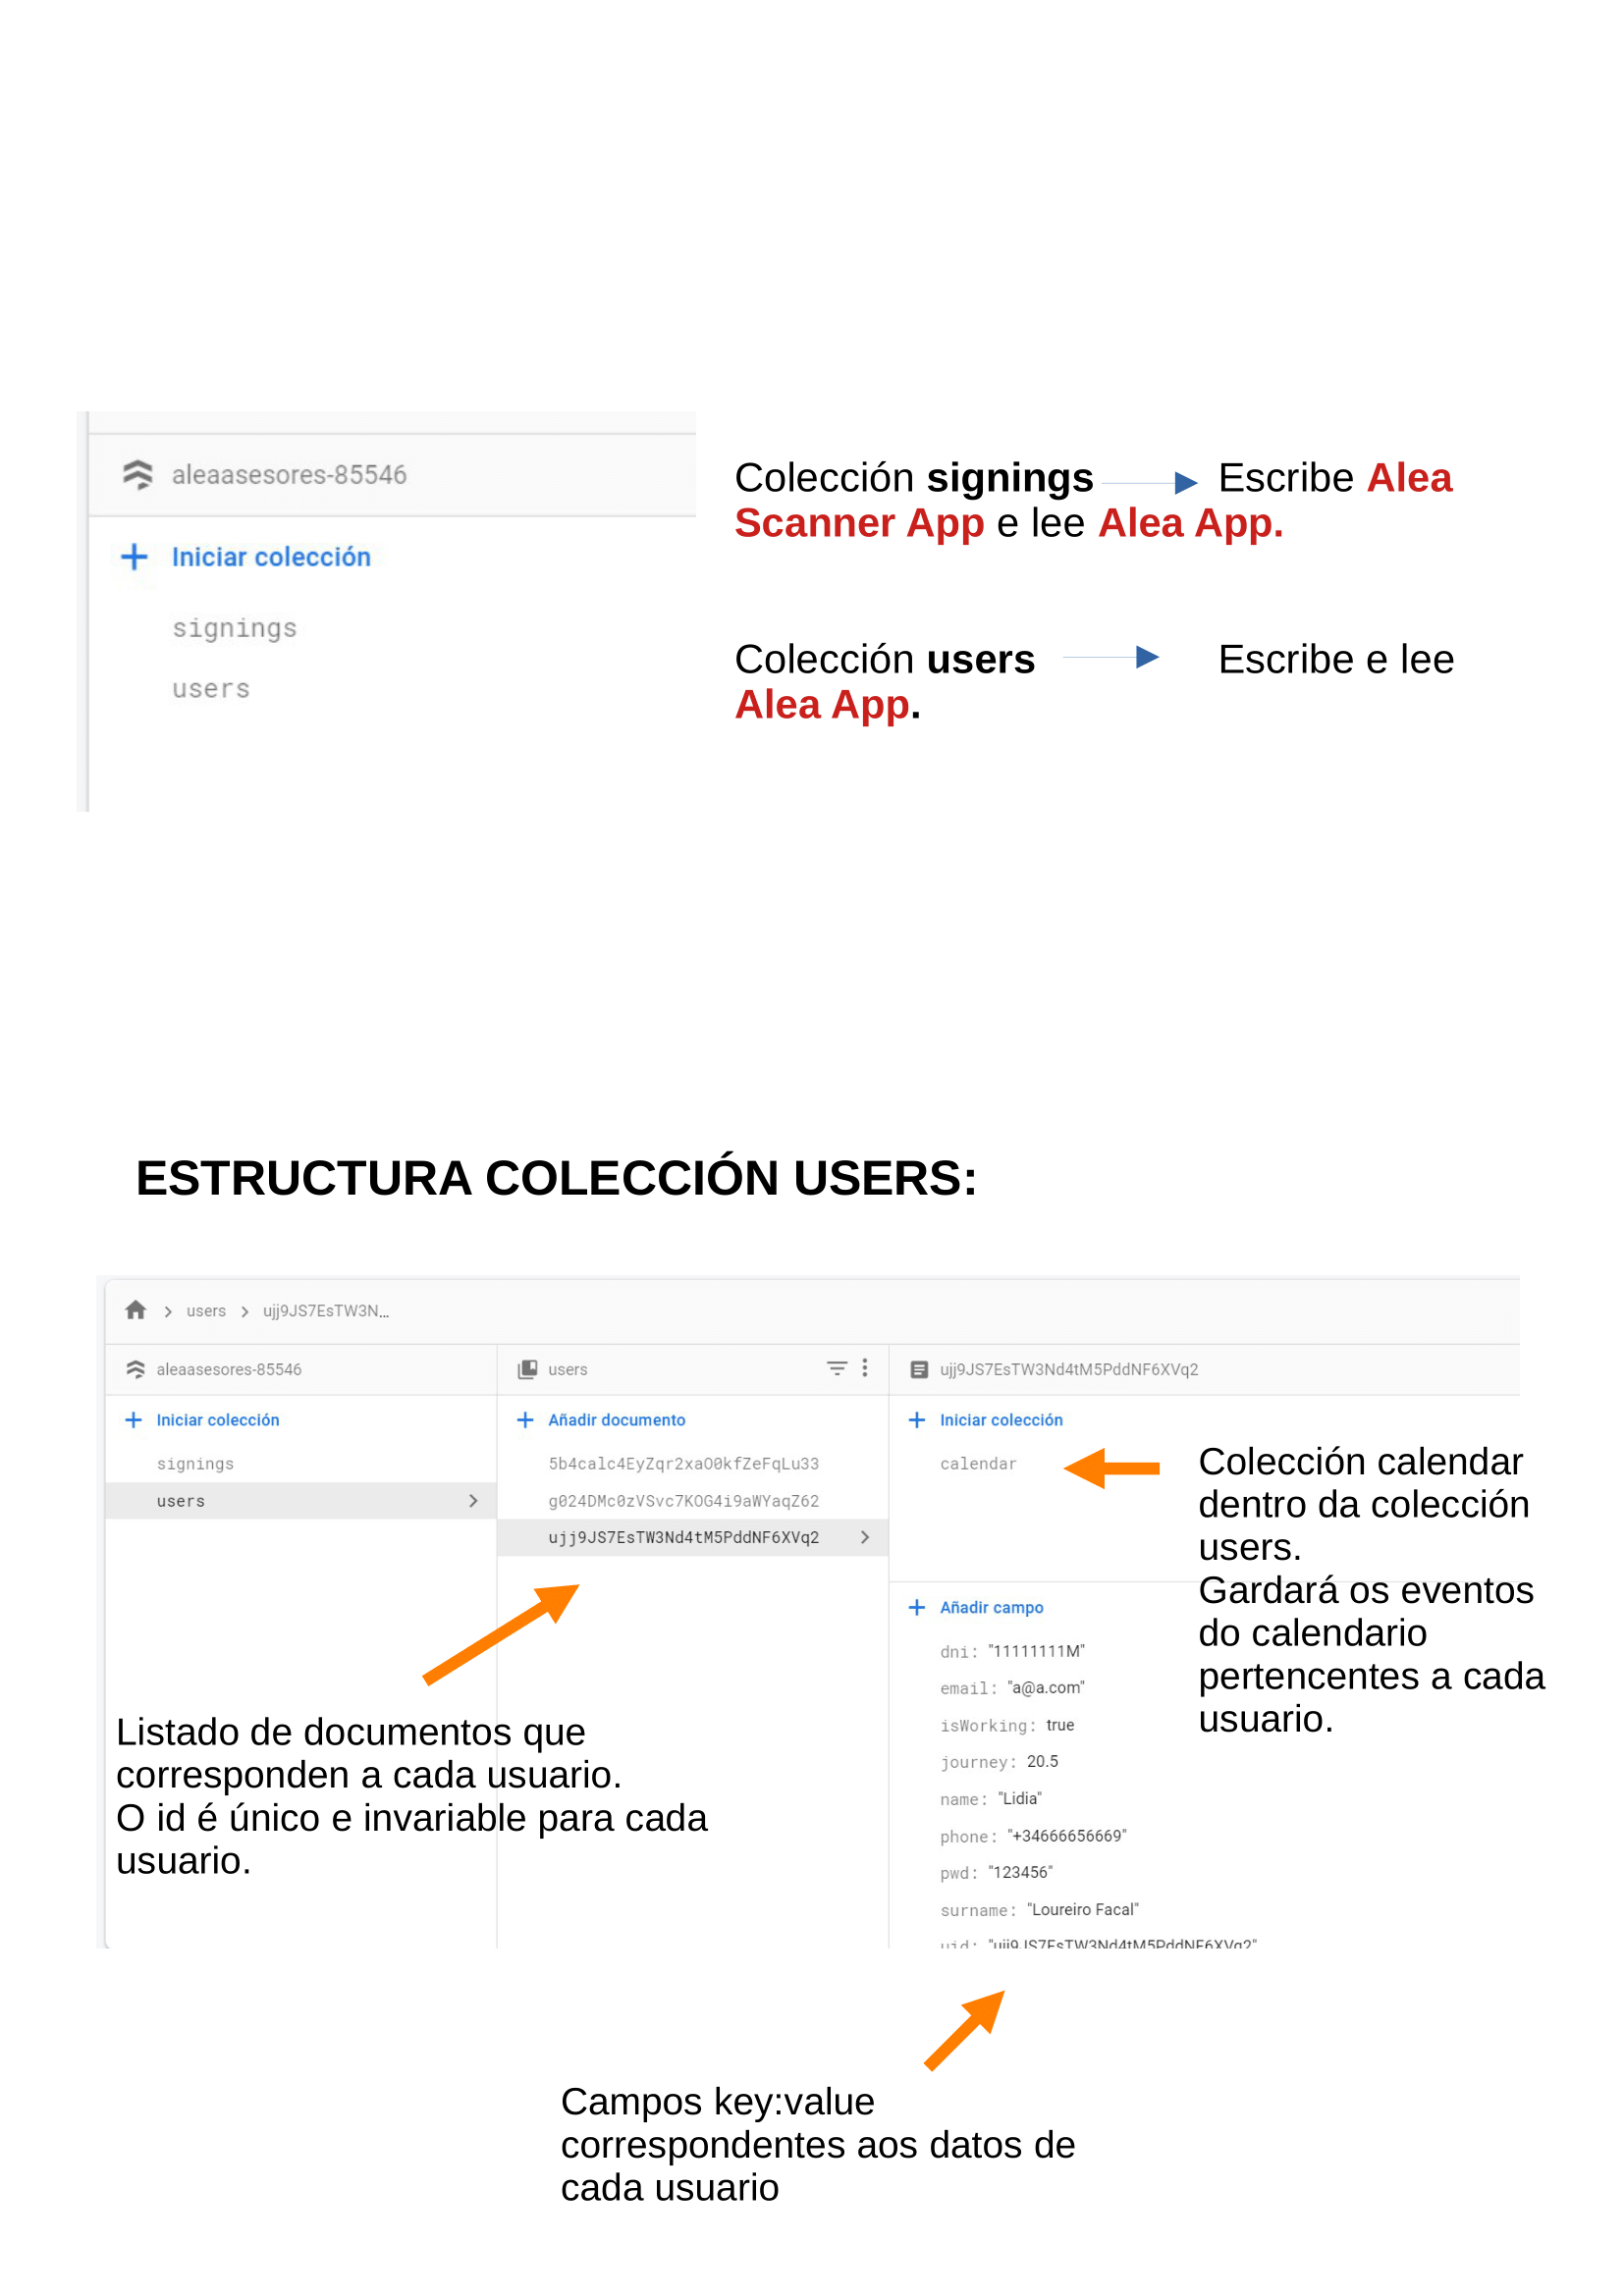 aleaasesores-85546
Iniciar colección
signings
users
Colección signings Escribe Alea
Scanner App e lee Alea App.
Colección users Escribe e lee
Alea App.
ESTRUCTURA COLECCIÓN USERS:
users ujj9JS7EsTW3N...
aleaasesores-85546
Iniciar colección
signings
users
users
Añadir documento
5b4calc4EyZqr2xaO0kfZeFqLu33
g024DMc0zVSvc7KOG4i9aWYaqZ62
ujj9JS7EsTW3Nd4tM5PddNF6XVq2
ujj9JS7EsTW3Nd4tM5PddNF6XVq2
Iniciar colección
calendar
Colección calendar
dentro da colección
users.
Gardará os eventos
do calendario
pertencentes a cada
usuario.
Añadir campo
dni: "11111111M"
email: "a@a.com"
isWorking: true
journey: 20.5
name: "Lidia"
phone: "+34666656669"
pwd: "123456"
surname: "Loureiro Facal"
uid: "ujj9JS7EsTW3Nd4tM5PddNF6XVq2"
Listado de documentos que
corresponden a cada usuario.
O id é único e invariable para cada
usuario.
Campos key:value
correspondentes aos datos de
cada usuario